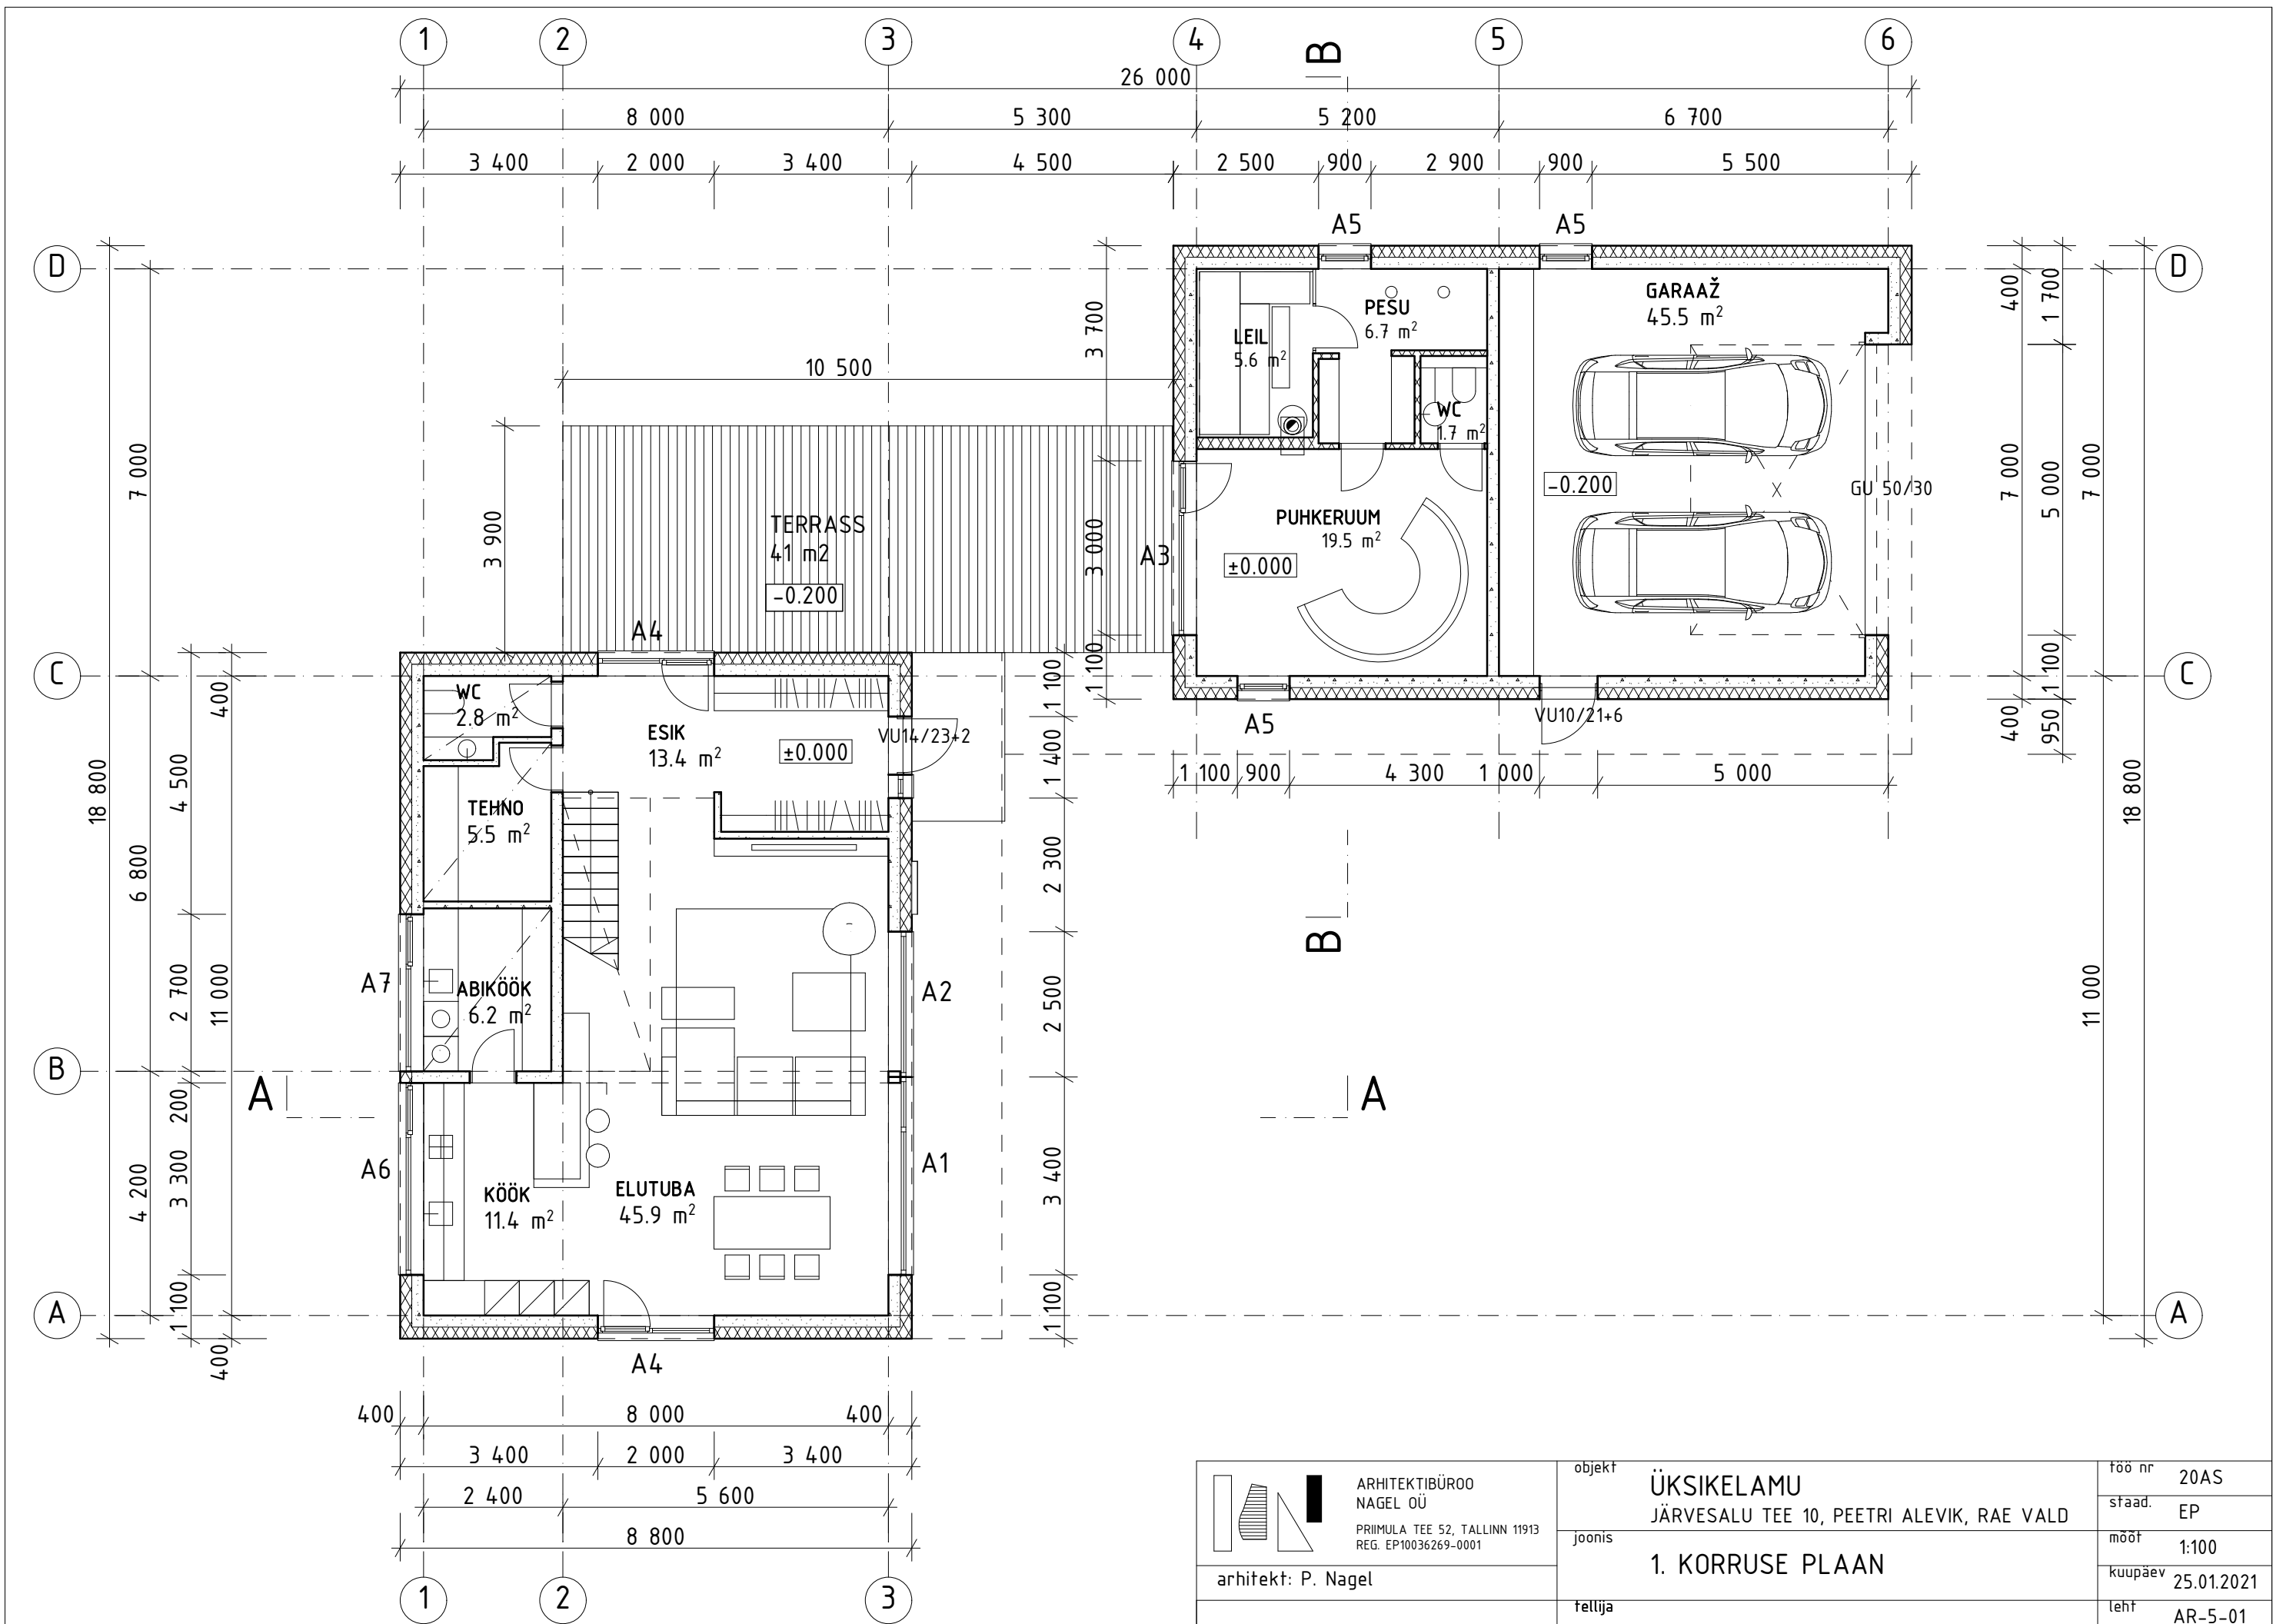 1 2 3 4 5 6
B
26 000
8 000 5 300 5 200 6 700
3 400 2 000 3 400 4 500 2 500 900 2 900 900 5 500
A5 A5
D D
GARAAŽ
45.5 m²
PESU
6.7 m²
LEIL
5.6 m²
400
1 700
3 700
10 500
WC
1.7 m²
7 000
3 900
TERRASS
41 m2
-0.200
3 000
A3
PUHKERUUM
19.5 m²
±0.000
-0.200
GU 50/30
7 000
5 000
7 000
A4
C C
400
1 100
1 100
1 100
400
950
WC
2.8 m²
ESIK
13.4 m²
±0.000
VU14/23+2
A5
VU10/21+6
1 400
1 100 900 4 300 1 000 5 000
18 800
4 500
TEHNO
5.5 m²
18 800
6 800
2 300
B
A7
ABIKÖÖK
6.2 m²
A2
2 700
11 000
2 500
11 000
B
A A
200
A6
A1
4 200
3 300
KÖÖK
11.4 m²
ELUTUBA
45.9 m²
3 400
A A
1 100
1 100
400
A4
400 8 000 400
3 400 2 000 3 400
2 400 5 600
8 800
1 2 3
ARHITEKTIBÜROO
NAGEL OÜ
PRIIMULA TEE 52, TALLINN 11913
REG. EP10036269-0001
arhitekt: P. Nagel
objekt
ÜKSIKELAMU
JÄRVESALU TEE 10, PEETRI ALEVIK, RAE VALD
joonis
1. KORRUSE PLAAN
tellija
töö nr 20AS
staad. EP
mõõt 1:100
kuupäev 25.01.2021
leht AR-5-01